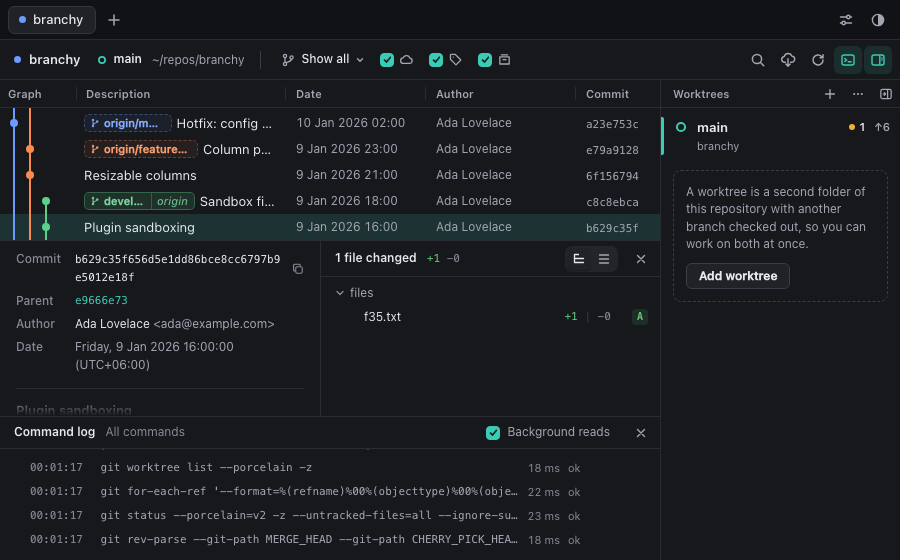 branchy
branchy main ~/repos/branchy Show all
Graph Description Date Author Commit
origin/m... Hotfix: config ... 10 Jan 2026 02:00 Ada Lovelace a23e753c
origin/feature... Column p... 9 Jan 2026 23:00 Ada Lovelace e79a9128
Resizable columns 9 Jan 2026 21:00 Ada Lovelace 6f156794
devel... origin Sandbox fi... 9 Jan 2026 18:00 Ada Lovelace c8c8ebca
Plugin sandboxing 9 Jan 2026 16:00 Ada Lovelace b629c35f
Commit b629c35f656d5e1dd86bce8cc6797b9
e5012e18f
Parent e9666e73
Author Ada Lovelace <ada@example.com>
Date Friday, 9 Jan 2026 16:00:00
(UTC+06:00)
Plugin sandboxing
1 file changed +1 −0
files
f35.txt +1 −0 A
Command log All commands Background reads
00:01:17 git worktree list --porcelain -z 18 ms ok
00:01:17 git for-each-ref '--format=%(refname)%00%(objecttype)%00%(obje… 22 ms ok
00:01:17 git status --porcelain=v2 -z --untracked-files=all --ignore-su… 23 ms ok
00:01:17 git rev-parse --git-path MERGE_HEAD --git-path CHERRY_PICK_HEA… 18 ms ok
Worktrees
main 1 ↑6
branchy
A worktree is a second folder of
this repository with another
branch checked out, so you can
work on both at once.
Add worktree